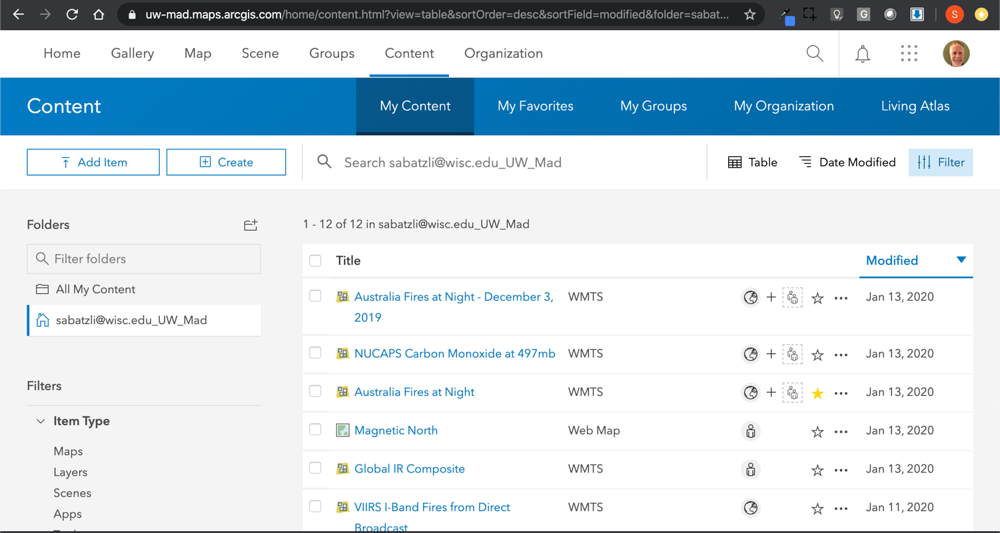 uw-mad.maps.arcgis.com/home/content.html?view=table&sortOrder=desc&sortField=modified&folder=sabat...
G
S
Home Gallery Map Scene Groups Content Organization
Content My Content My Favorites My Groups My Organization Living Atlas
Add Item Create Search sabatzli@wisc.edu_UW_Mad Table Date Modified Filter
Folders
Filter folders
All My Content
sabatzli@wisc.edu_UW_Mad
Filters
Item Type
Maps
Layers
Scenes
Apps
1 - 12 of 12 in sabatzli@wisc.edu_UW_Mad
Title Modified
Australia Fires at Night - December 3, WMTS Jan 13, 2020
2019
NUCAPS Carbon Monoxide at 497mb WMTS Jan 13, 2020
Australia Fires at Night WMTS Jan 13, 2020
Magnetic North Web Map Jan 13, 2020
Global IR Composite WMTS Jan 13, 2020
VIIRS I-Band Fires from Direct WMTS Jan 11, 2020
Broadcast